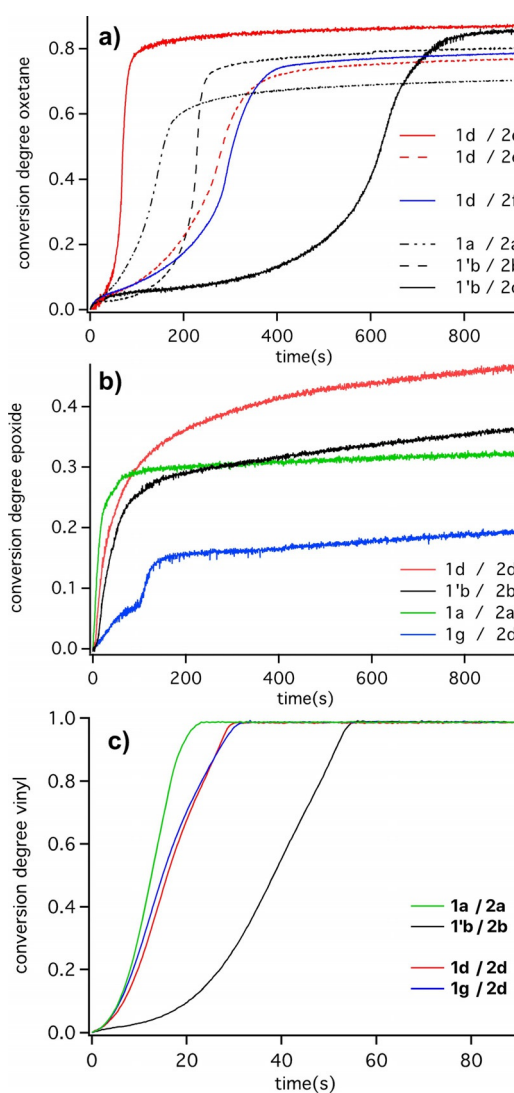 a)
conversion degree oxetane
0.8
0.6
0.4
0.2
0.0
1d / 2
1d / 2
1d / 2
1a / 2
1'b / 2
1'b / 2
0 200 400 600 800
time(s)
b)
conversion degree epoxide
0.4
0.3
0.2
0.1
0.0
1d / 2d
1'b / 2b
1a / 2a
1g / 2d
0 200 400 600 800
time(s)
c)
conversion degree vinyl
1.0
0.8
0.6
0.4
0.2
0.0
1a / 2a
1'b / 2b
1d / 2d
1g / 2d
0 20 40 60 80
time(s)